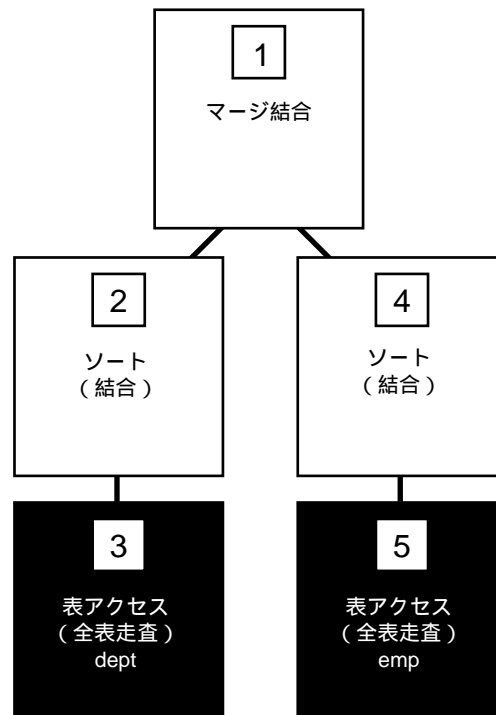 1
マージ結合
2
ソート
（結合）
4
ソート
（結合）
3
表アクセス
（全表走査）
dept
5
表アクセス
（全表走査）
emp